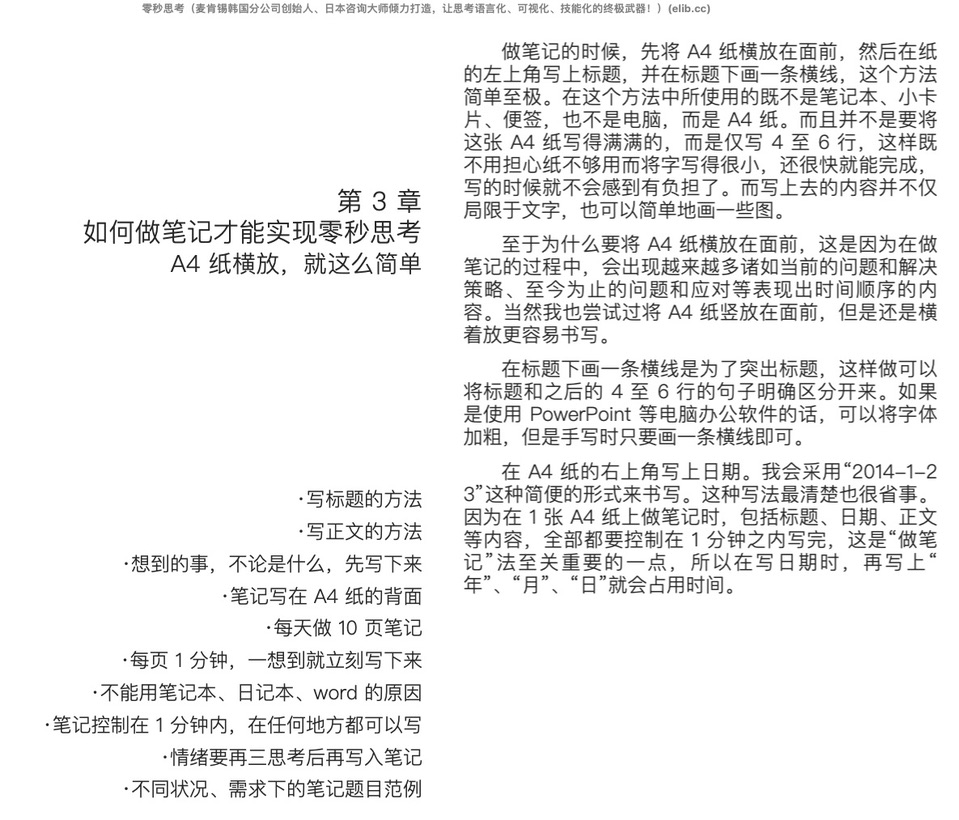 零秒思考（麦肯锡韩国分公司创始人、日本咨询大师倾力打造，让思考语言化、可视化、技能化的终极武器！）(elib.cc)
第 3 章
如何做笔记才能实现零秒思考
A4 纸横放，就这么简单
·写标题的方法
·写正文的方法
·想到的事，不论是什么，先写下来
·笔记写在 A4 纸的背面
·每天做 10 页笔记
·每页 1 分钟，一想到就立刻写下来
·不能用笔记本、日记本、word 的原因
·笔记控制在 1 分钟内，在任何地方都可以写
·情绪要再三思考后再写入笔记
·不同状况、需求下的笔记题目范例
做笔记的时候，先将 A4 纸横放在面前，然后在纸
的左上角写上标题，并在标题下画一条横线，这个方法
简单至极。在这个方法中所使用的既不是笔记本、小卡
片、便签，也不是电脑，而是 A4 纸。而且并不是要将
这张 A4 纸写得满满的，而是仅写 4 至 6 行，这样既
不用担心纸不够用而将字写得很小，还很快就能完成，
写的时候就不会感到有负担了。而写上去的内容并不仅
局限于文字，也可以简单地画一些图。
至于为什么要将 A4 纸横放在面前，这是因为在做
笔记的过程中，会出现越来越多诸如当前的问题和解决
策略、至今为止的问题和应对等表现出时间顺序的内
容。当然我也尝试过将 A4 纸竖放在面前，但是还是横
着放更容易书写。
在标题下画一条横线是为了突出标题，这样做可以
将标题和之后的 4 至 6 行的句子明确区分开来。如果
是使用 PowerPoint 等电脑办公软件的话，可以将字体
加粗，但是手写时只要画一条横线即可。
在 A4 纸的右上角写上日期。我会采用“2014–1–2
3”这种简便的形式来书写。这种写法最清楚也很省事。
因为在 1 张 A4 纸上做笔记时，包括标题、日期、正文
等内容，全部都要控制在 1 分钟之内写完，这是“做笔
记”法至关重要的一点，所以在写日期时，再写上“
年”、“月”、“日”就会占用时间。